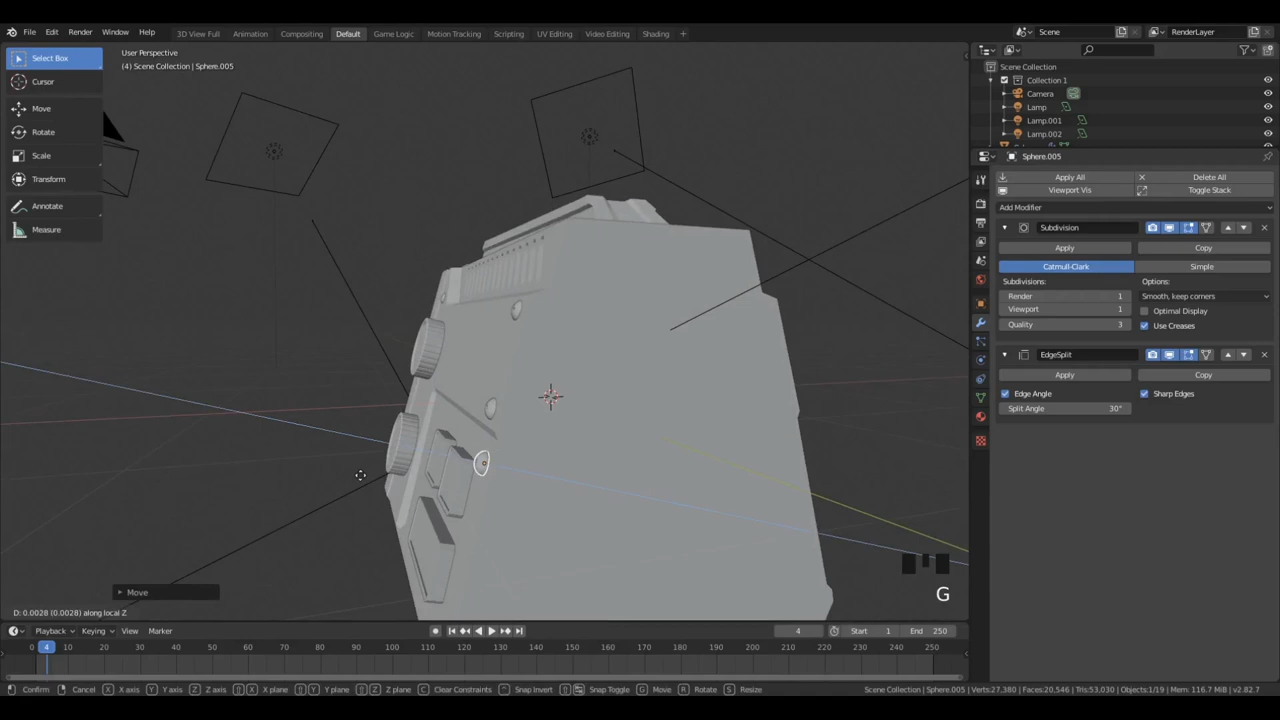 File Edit Render Window Help
3D View Full Animation Compositing Default Game Logic Motion Tracking Scripting UV Editing Video Editing Shading +
Scene RenderLayer
Select Box
Cursor
Move
Rotate
Scale
Transform
Annotate
Measure
User Perspective
(4) Scene Collection | Sphere.005
Scene Collection
Collection 1
Camera
Lamp
Lamp.001
Lamp.002
Sphere.005
Apply All Delete All
Viewport Vis Toggle Stack
Add Modifier
Subdivision
Apply Copy
Catmull-Clark Simple
Subdivisions: Options:
Render 1 Smooth, keep corners
Viewport 1 Optimal Display
Quality 3 Use Creases
EdgeSplit
Apply Copy
Edge Angle Sharp Edges
Split Angle 30°
G
Move
D: 0.0028 (0.0028) along local Z
Playback Keying View Marker 4 Start 1 End 250
4 10 20 30 40 50 60 70 80 90 100 110 120 130 140 150 160 170 180 190 200 210 220 230 240 250
Confirm Cancel X X axis Y Y axis Z Z axis X X plane Y Y plane Z Z plane C Clear Constraints Snap Invert Snap Toggle G Move R Rotate S Resize Scene Collection | Sphere.005 | Verts:27,380 | Faces:20,546 | Tris:53,030 | Objects:1/19 | Mem: 116.7 MiB | v2.82.7